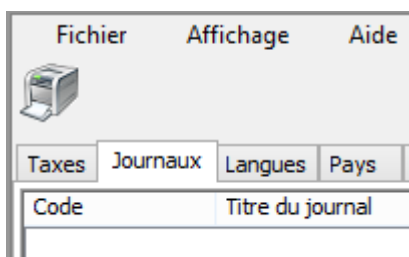 Fichier Affichage Aide
Taxes Journaux Langues Pays
Code Titre du journal